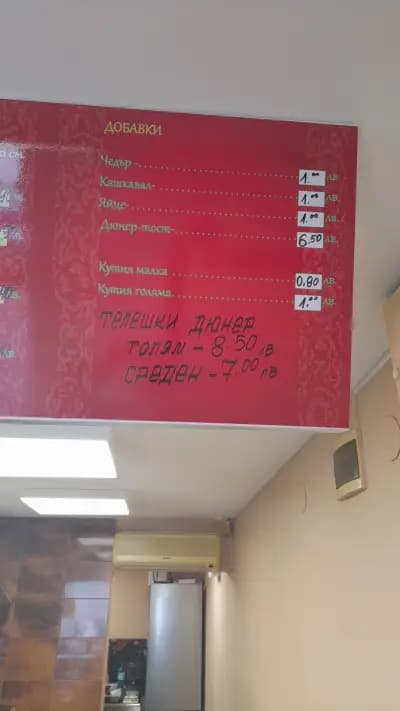 ДОБАВКИ
см.
Чедър - 1.00 лв.
Кашкавал- 1.00 лв.
Яйце- 1.00 лв.
Дюнер-тост- 6.50 лв.
Кутия малка 0.80 лв.
Кутия голяма 1.00 лв.
ТЕЛЕШКИ ДЮНЕР
ГОЛЯМ - 8.50 лв
СРЕДЕН - 7.00 лв